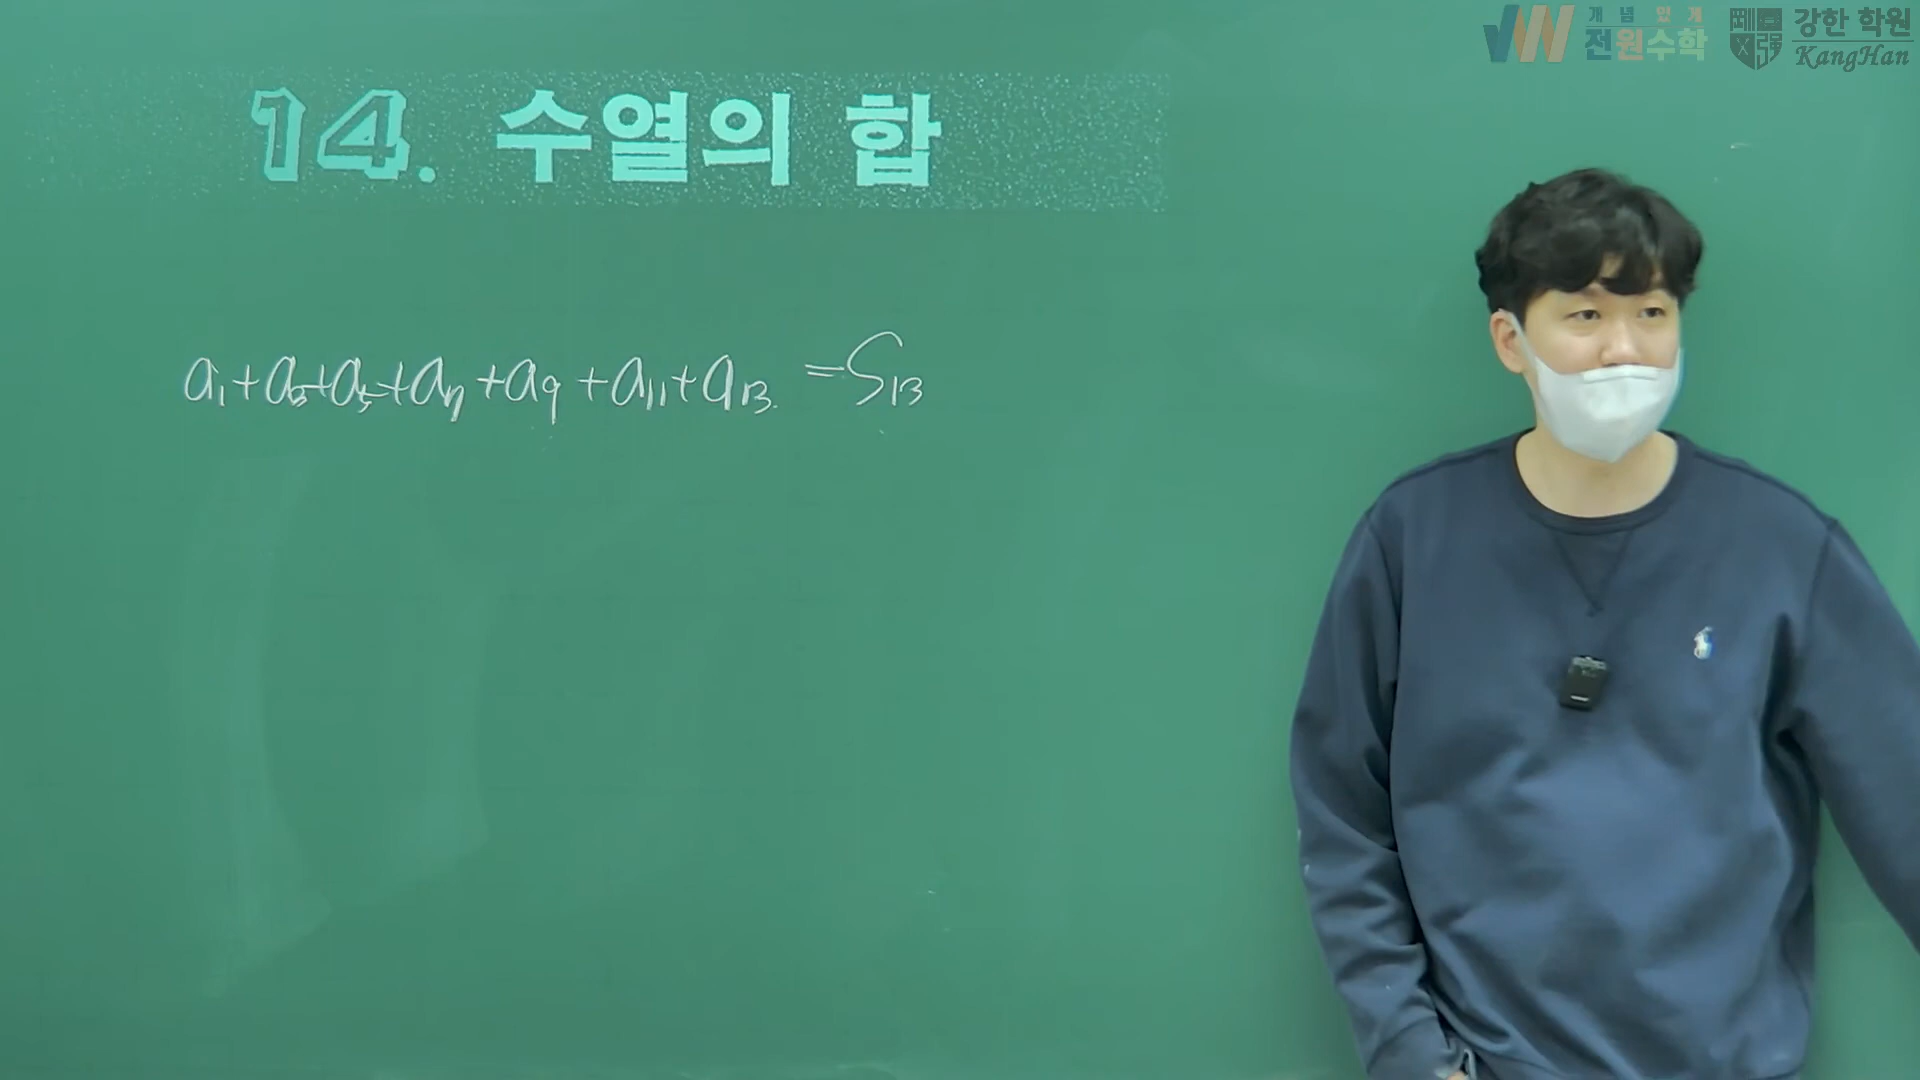 개념있게
전원수학
강한 학원
KangHan
14. 수열의 합
a₁+a₃+a₅+a₇+a₉+a₁₁+a₁₃ =S₁₃